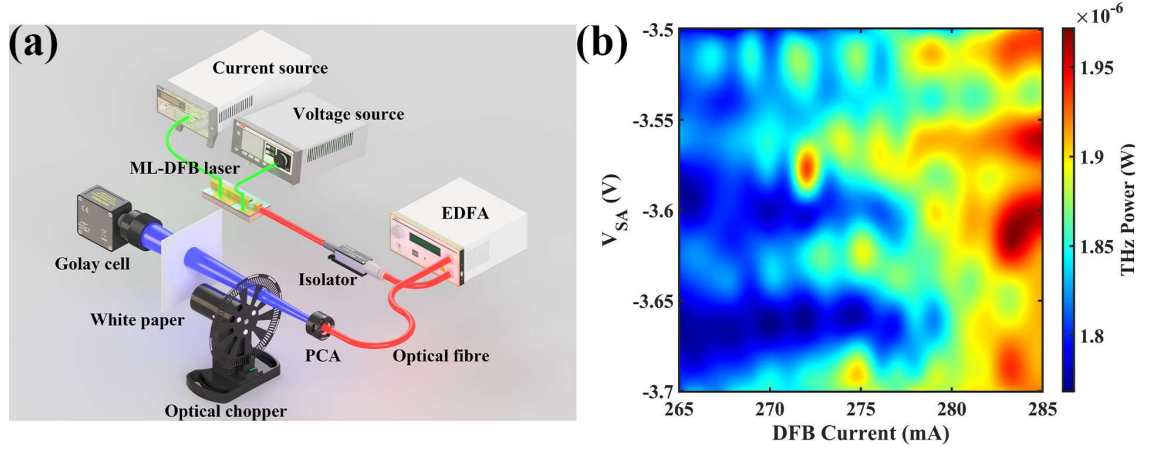 (a)
Current source
Voltage source
ML-DFB laser
EDFA
Golay cell
Isolator
White paper
PCA
Optical fibre
Optical chopper
(b)
×10⁻⁶
-3.5
-3.55
-3.6
-3.65
-3.7
V_SA (V)
265 270 275 280 285
DFB Current (mA)
1.95
1.9
1.85
1.8
THz Power (W)